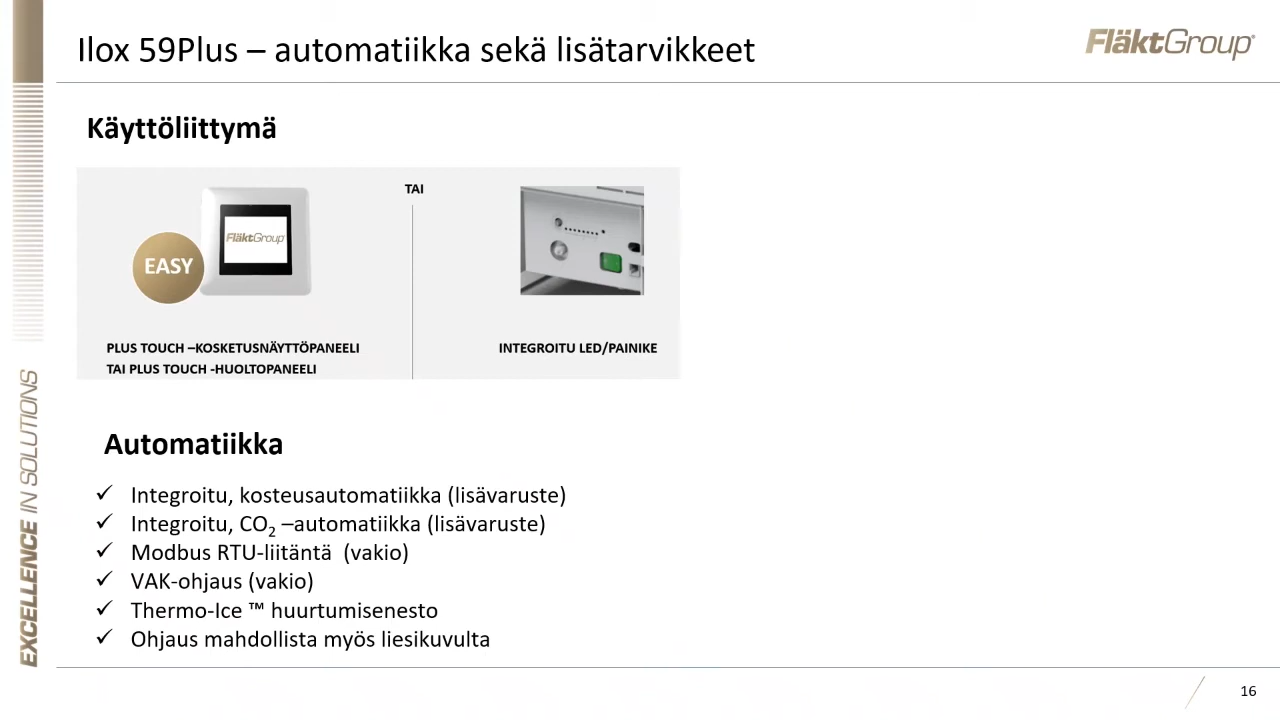 Ilox 59Plus – automatiikka sekä lisätarvikkeet
FläktGroup®
Käyttöliittymä
TAI
FläktGroup
EASY
PLUS TOUCH –KOSKETUSNÄYTTÖPANEELI
TAI PLUS TOUCH -HUOLTOPANEELI
INTEGROITU LED/PAINIKE
Automatiikka
✓ Integroitu, kosteusautomatiikka (lisävaruste)
✓ Integroitu, CO₂ –automatiikka (lisävaruste)
✓ Modbus RTU-liitäntä (vakio)
✓ VAK-ohjaus (vakio)
✓ Thermo-Ice ™ huurtumisenesto
✓ Ohjaus mahdollista myös liesikuvulta
EXCELLENCE IN SOLUTIONS
16